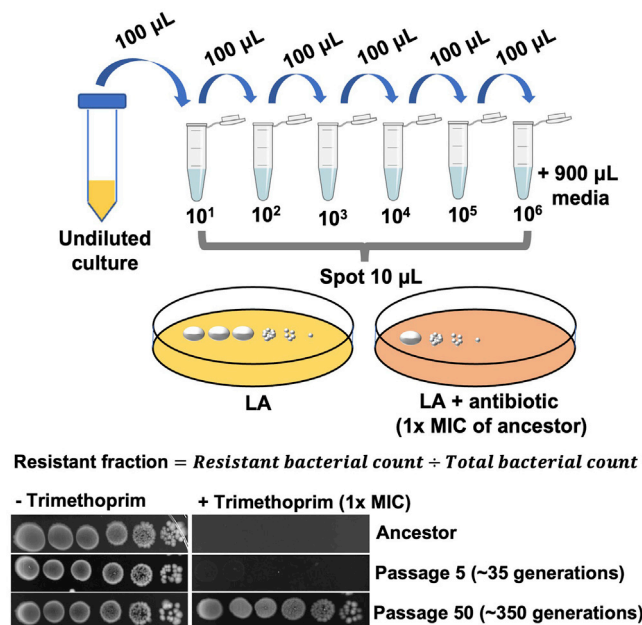 100 µL 100 µL 100 µL 100 µL 100 µL 100 µL
10¹ 10² 10³ 10⁴ 10⁵ 10⁶
+ 900 µL
media
Undiluted
culture
Spot 10 µL
LA
LA + antibiotic
(1x MIC of ancestor)
Resistant fraction = Resistant bacterial count ÷ Total bacterial count
- Trimethoprim + Trimethoprim (1x MIC)
Ancestor
Passage 5 (~35 generations)
Passage 50 (~350 generations)